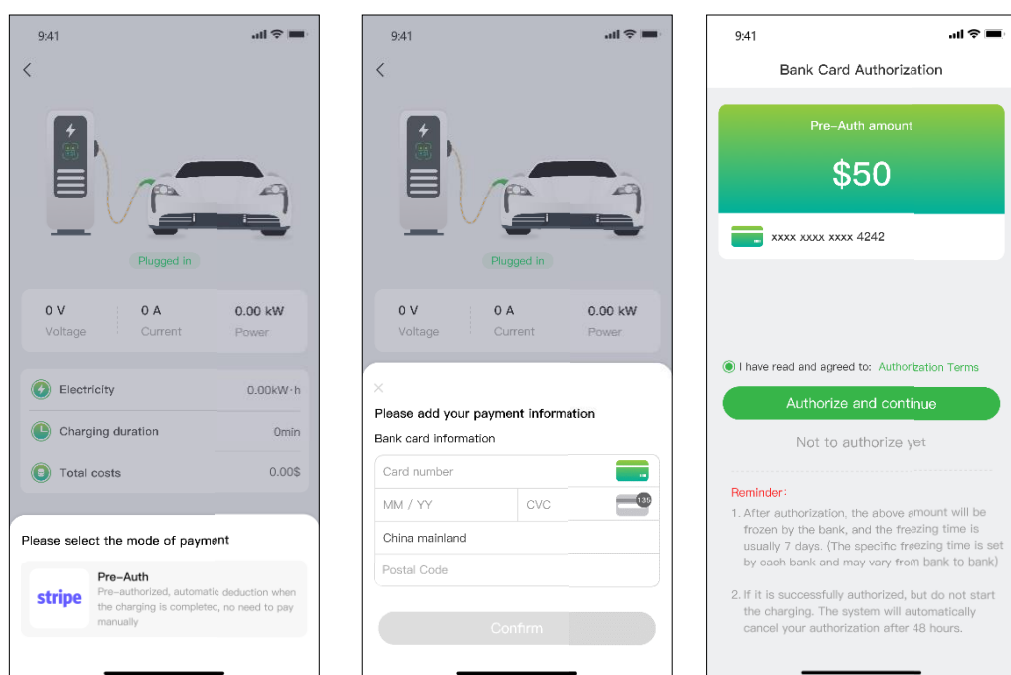 9:41
Plugged in
0 V
0 A
0.00 kW
Voltage
Current
Power
Electricity
0.00kW·h
Charging duration
0min
Total costs
0.00$
Please select the mode of payment
stripe
Pre-Auth
Pre-authorized, automatic deduction when
the charging is completed, no need to pay
manually
9:41
Plugged in
0 V
0 A
0.00 kW
Voltage
Current
Power
Please add your payment information
Bank card information
Card number
MM / YY
CVC
135
China mainland
Postal Code
Confirm
9:41
Bank Card Authorization
Pre-Auth amount
$50
xxxx xxxx xxxx 4242
I have read and agreed to: Authorization Terms
Authorize and continue
Not to authorize yet
Reminder:
1. After authorization, the above amount will be
frozen by the bank, and the freezing time is
usually 7 days. (The specific freezing time is set
by each bank and may vary from bank to bank)
2. If it is successfully authorized, but do not start
the charging. The system will automatically
cancel your authorization after 48 hours.